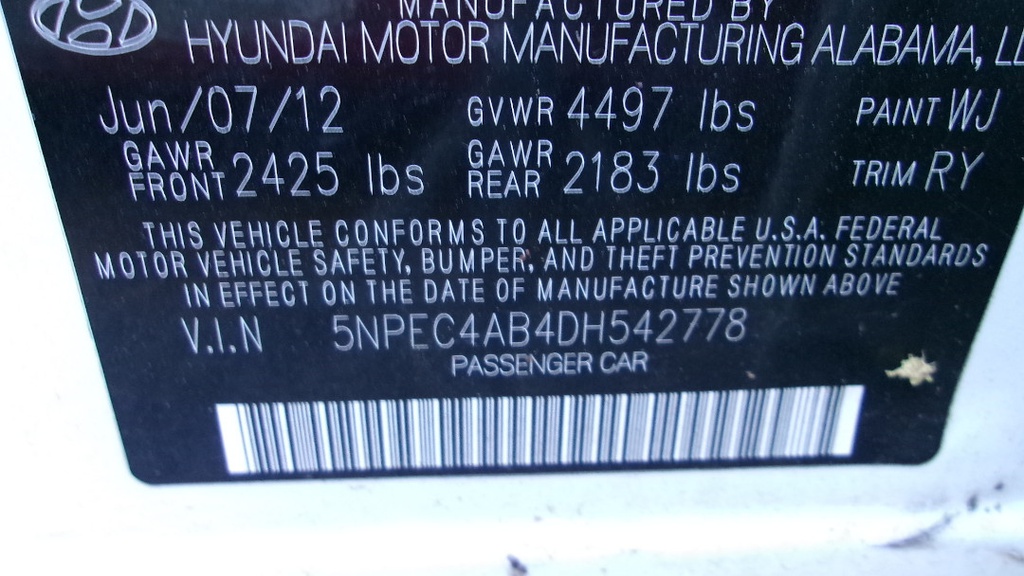 MANUFACTURED BY
HYUNDAI MOTOR MANUFACTURING ALABAMA,
Jun/07/12 GVWR 4497 lbs PAINT WJ
GAWR FRONT 2425 lbs GAWR REAR 2183 lbs TRIM RY
THIS VEHICLE CONFORMS TO ALL APPLICABLE U.S.A. FEDERAL
MOTOR VEHICLE SAFETY, BUMPER, AND THEFT PREVENTION STANDARDS
IN EFFECT ON THE DATE OF MANUFACTURE SHOWN ABOVE
V.I.N 5NPEC4AB4DH542778
PASSENGER CAR